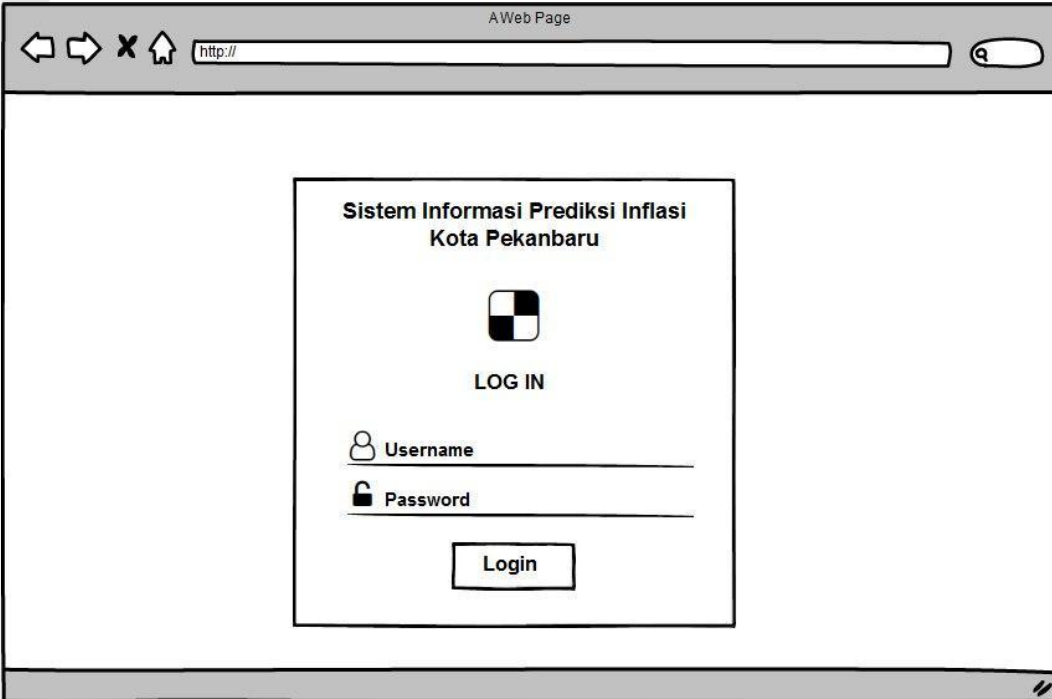 A Web Page
http://
Sistem Informasi Prediksi Inflasi
Kota Pekanbaru
LOG IN
Username
Password
Login